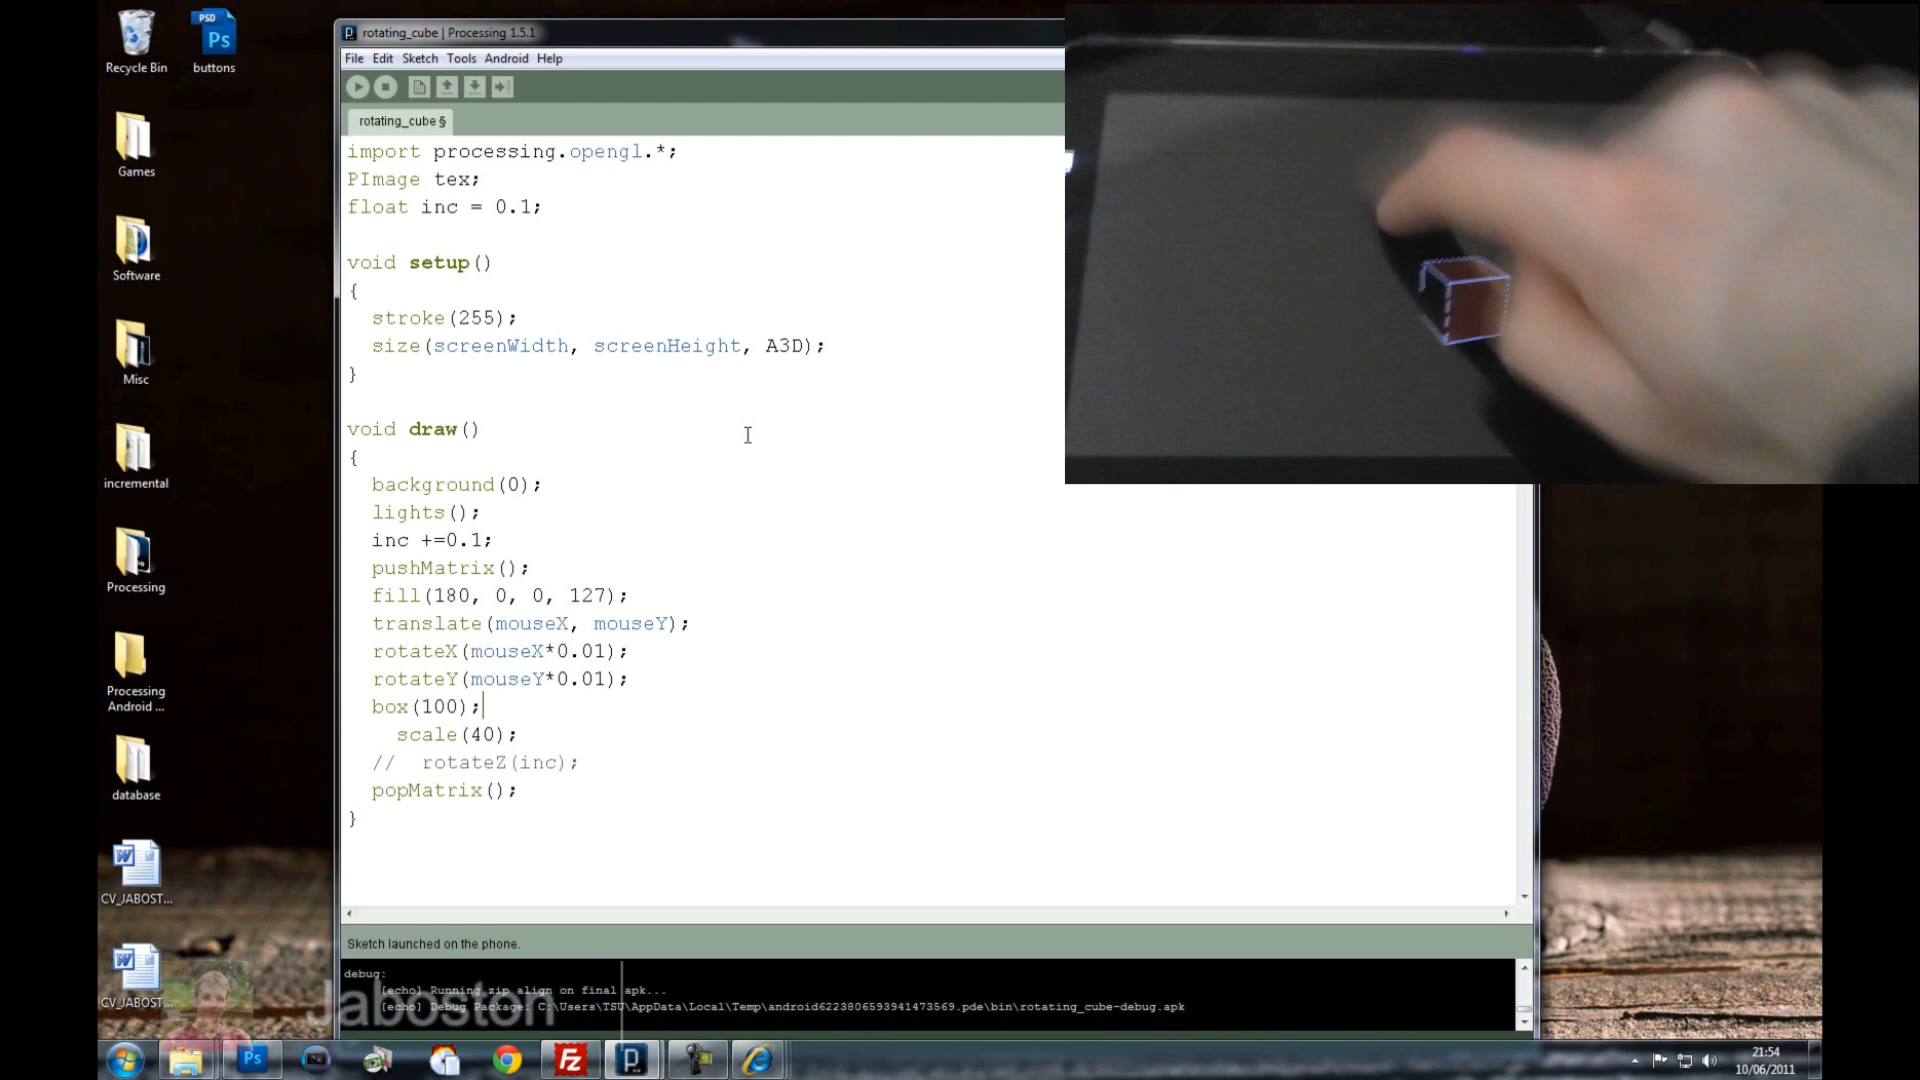 Recycle Bin
PSD
Ps
buttons
Games
Software
Misc
incremental
Processing
Processing
Android ...
database
CV_JABOST...
CV_JABOST...
rotating_cube | Processing 1.5.1
File Edit Sketch Tools Android Help
rotating_cube §
import processing.opengl.*;
PImage tex;
float inc = 0.1;
void setup()
{
stroke(255);
size(screenWidth, screenHeight, A3D);
}
void draw()
{
background(0);
lights();
inc +=0.1;
pushMatrix();
fill(180, 0, 0, 127);
translate(mouseX, mouseY);
rotateX(mouseX*0.01);
rotateY(mouseY*0.01);
box(100);
scale(40);
// rotateZ(inc);
popMatrix();
}
Sketch launched on the phone.
debug:
[echo] Running zip align on final apk...
[echo] Debug Package: C:\Users\TSU\AppData\Local\Temp\android6223806593941473569.pde\bin\rotating_cube-debug.apk
Jaboston
Ps
Fz
P
21:54
10/06/2011